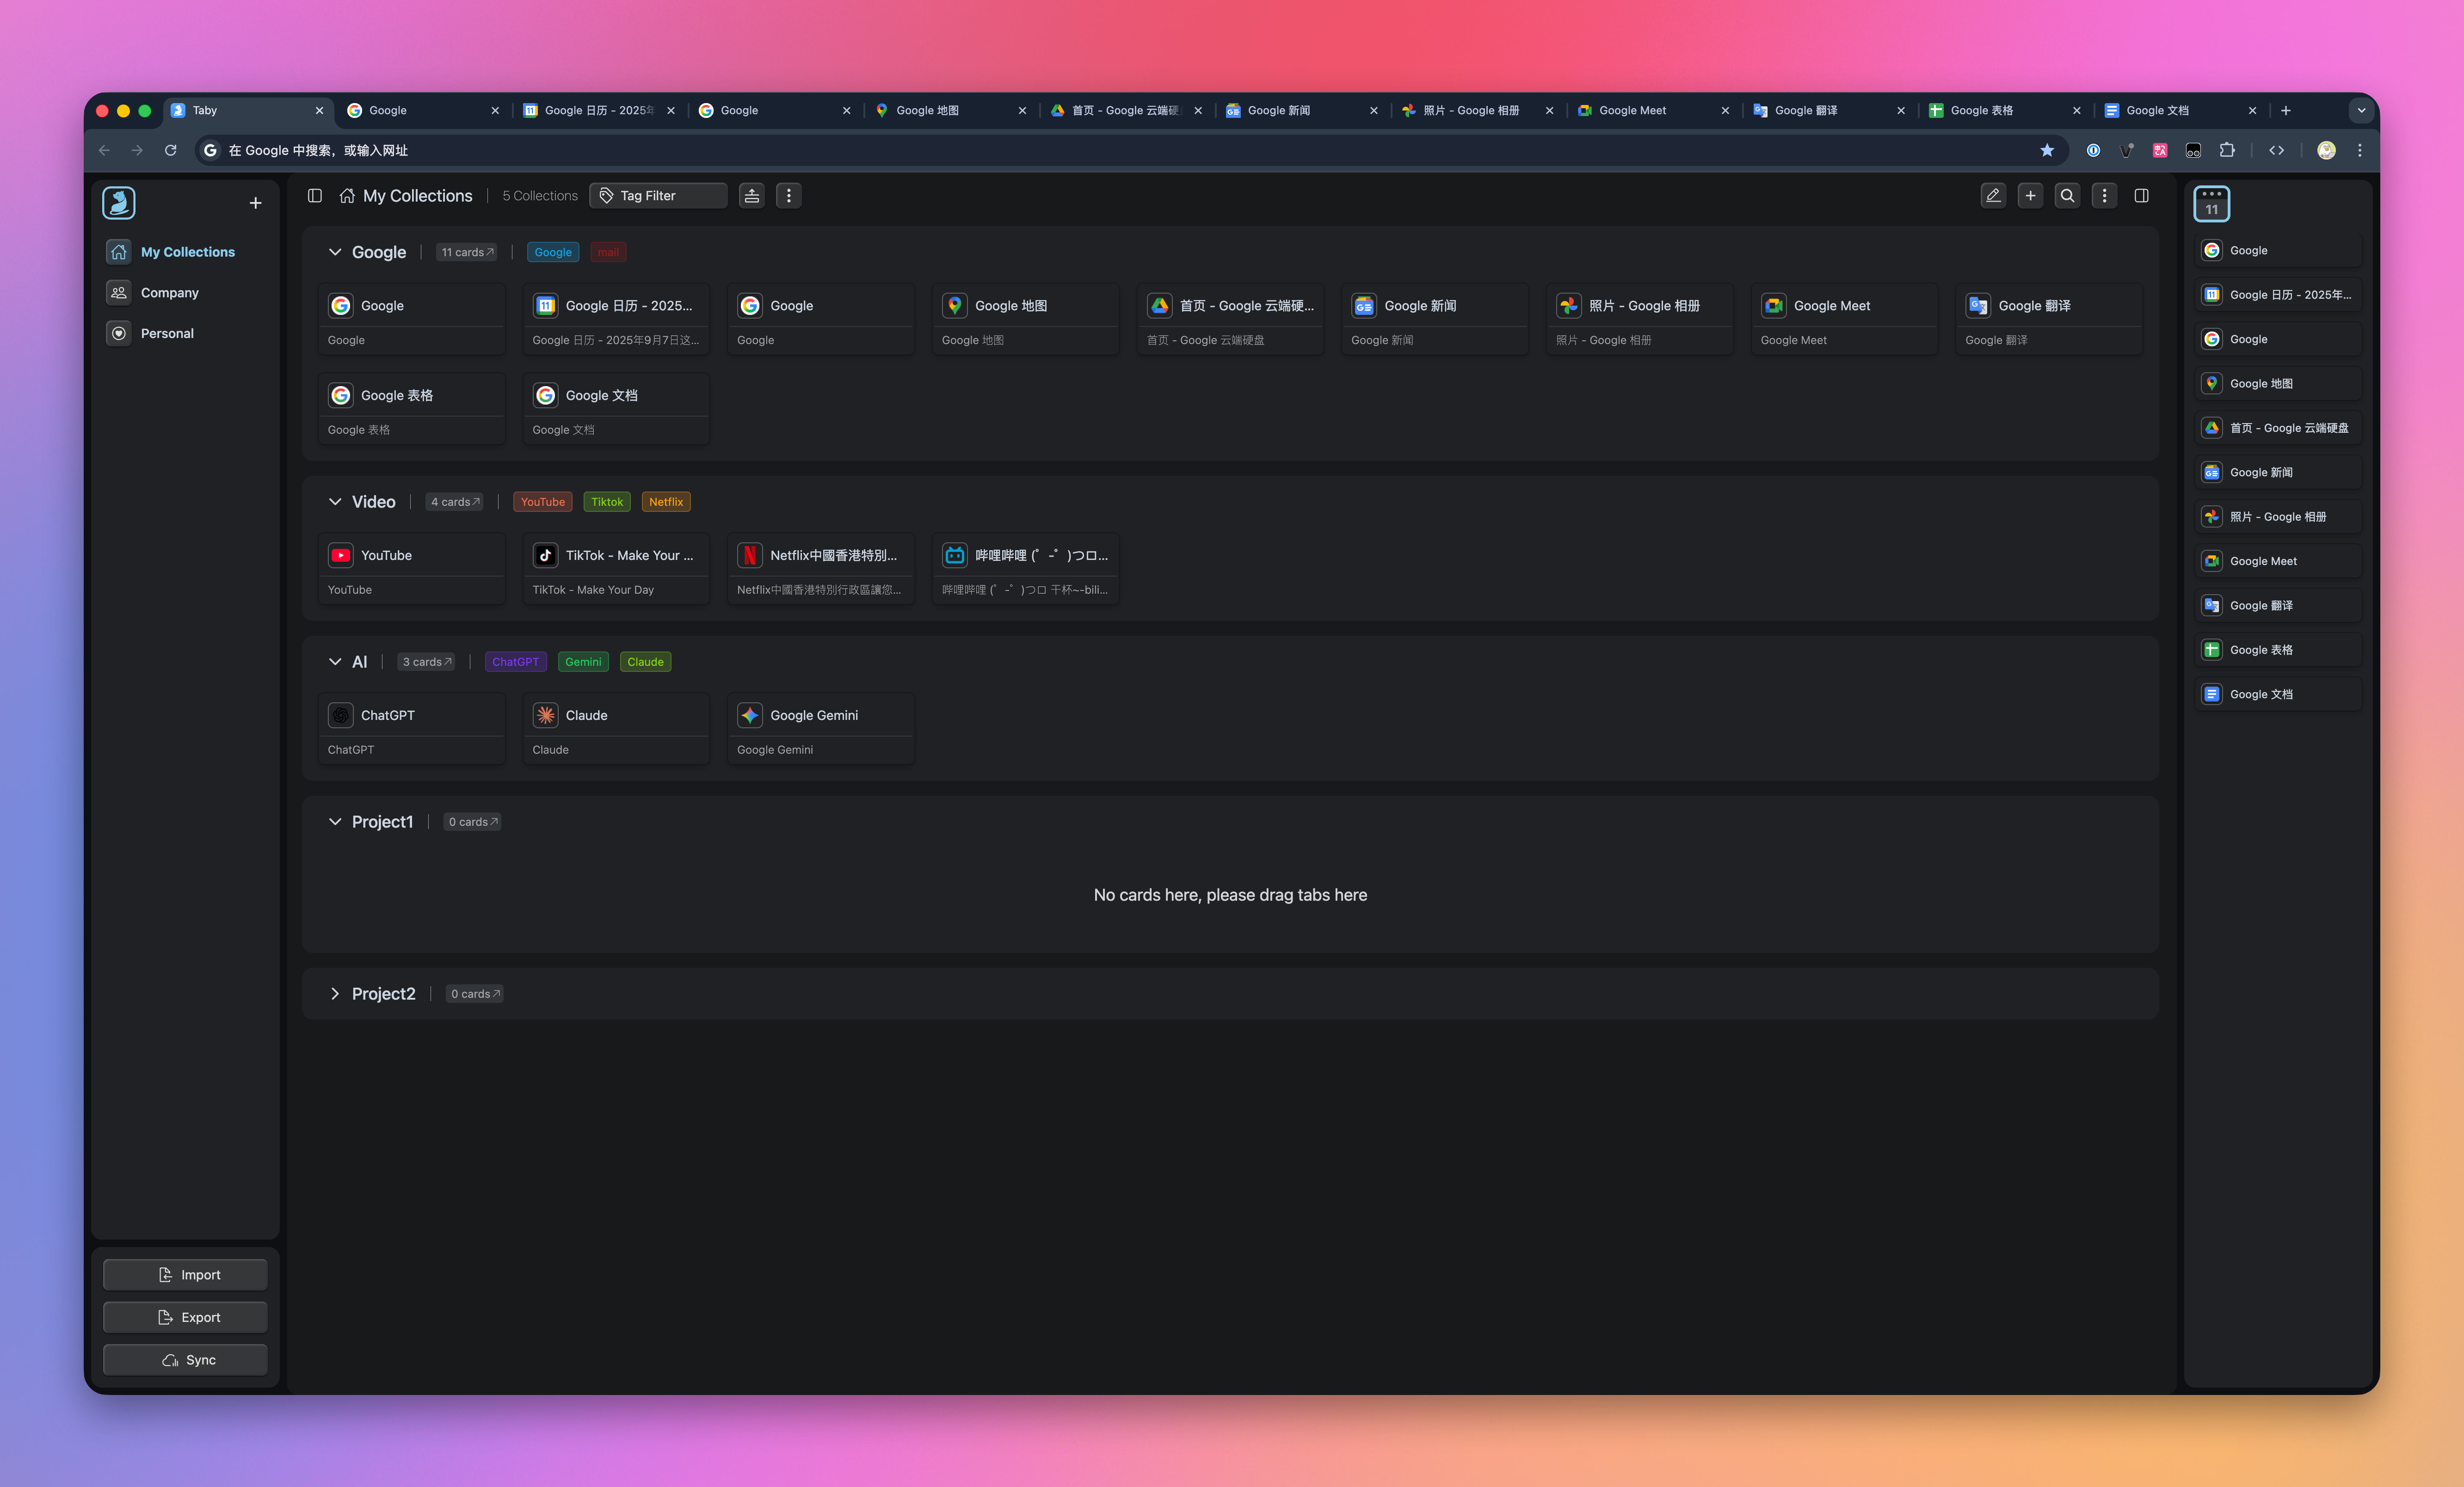 Taby
Google
Google 日历 - 2025年
Google
Google 地图
首页 - Google 云端硬
Google 新闻
照片 - Google 相册
Google Meet
Google 翻译
Google 表格
Google 文档
在 Google 中搜索，或输入网址
My Collections
Company
Personal
Import
Export
Sync
My Collections
5 Collections
Tag Filter
Google
11 cards
Google
mail
Google
Google 日历 - 2025...
Google
Google 地图
首页 - Google 云端硬...
Google 新闻
照片 - Google 相册
Google Meet
Google 翻译
Google
Google 日历 - 2025年9月7日这...
Google
Google 地图
首页 - Google 云端硬盘
Google 新闻
照片 - Google 相册
Google Meet
Google 翻译
Google 表格
Google 文档
Google 表格
Google 文档
Video
4 cards
YouTube
Tiktok
Netflix
YouTube
TikTok - Make Your ...
Netflix中國香港特別...
哔哩哔哩 (゜-゜)つロ...
YouTube
TikTok - Make Your Day
Netflix中國香港特別行政區讓您...
哔哩哔哩 (゜-゜)つロ 干杯~-bili...
AI
3 cards
ChatGPT
Gemini
Claude
ChatGPT
Claude
Google Gemini
ChatGPT
Claude
Google Gemini
Project1
0 cards
No cards here, please drag tabs here
Project2
0 cards
11
Google
Google 日历 - 2025年...
Google
Google 地图
首页 - Google 云端硬盘
Google 新闻
照片 - Google 相册
Google Meet
Google 翻译
Google 表格
Google 文档